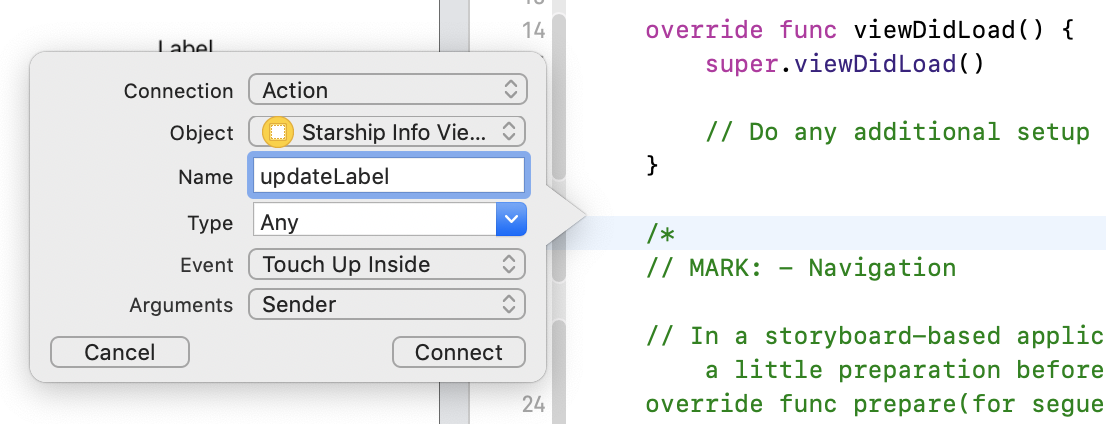 Label
Connection Action
Object Starship Info Vie...
Name updateLabel
Type Any
Event Touch Up Inside
Arguments Sender
Cancel Connect
14 override func viewDidLoad() {
super.viewDidLoad()
// Do any additional setup
}
/*
// MARK: - Navigation
// In a storyboard-based applic
a little preparation before
24 override func prepare(for segue